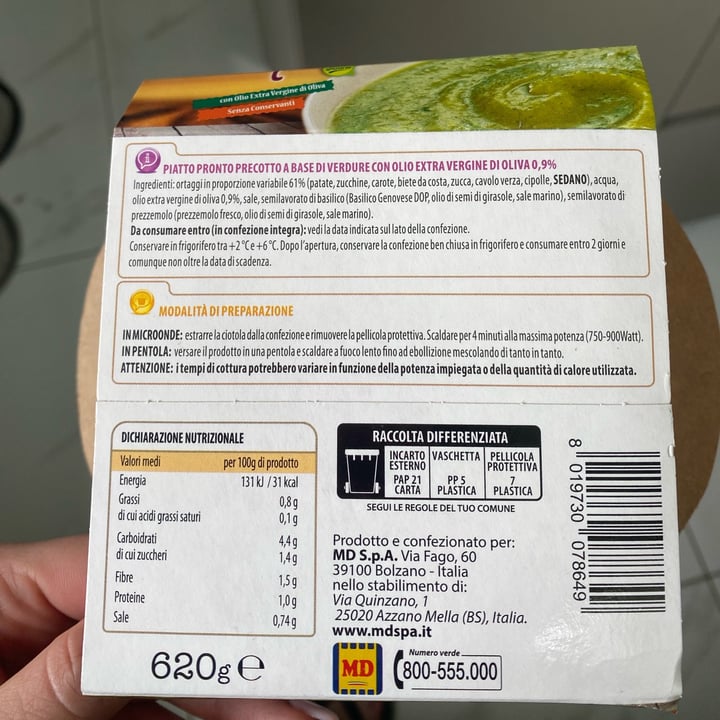 con Olio Extra Vergine di Oliva
Senza Conservanti
PIATTO PRONTO PRECOTTO A BASE DI VERDURE CON OLIO EXTRA VERGINE DI OLIVA 0,9%
Ingredienti: ortaggi in proporzione variabile 61% (patate, zucchine, carote, biete da costa, zucca, cavolo verza, cipolle, SEDANO), acqua,
olio extra vergine di oliva 0,9%, sale, semilavorato di basilico (Basilico Genovese DOP, olio di semi di girasole, sale marino), semilavorato di
prezzemolo (prezzemolo fresco, olio di semi di girasole, sale marino).
Da consumare entro (in confezione integra): vedi la data indicata sul lato della confezione.
Conservare in frigorifero tra +2 °C e +6 °C. Dopo l'apertura, conservare la confezione ben chiusa in frigorifero e consumare entro 2 giorni e
comunque non oltre la data di scadenza.
MODALITÀ DI PREPARAZIONE
IN MICROONDE: estrarre la ciotola dalla confezione e rimuovere la pellicola protettiva. Scaldare per 4 minuti alla massima potenza (750-900Watt).
IN PENTOLA: versare il prodotto in una pentola e scaldare a fuoco lento fino ad ebollizione mescolando di tanto in tanto.
ATTENZIONE: i tempi di cottura potrebbero variare in funzione della potenza impiegata o della quantità di calore utilizzata.
DICHIARAZIONE NUTRIZIONALE
Valori medi per 100g di prodotto
Energia 131 kJ / 31 kcal
Grassi 0,8 g
di cui acidi grassi saturi 0,1 g
Carboidrati 4,4 g
di cui zuccheri 1,4 g
Fibre 1,5 g
Proteine 1,0 g
Sale 0,74 g
620g e
RACCOLTA DIFFERENZIATA
INCARTO ESTERNO VASCHETTA PELLICOLA PROTETTIVA
PAP 21 CARTA PP 5 PLASTICA 7 PLASTICA
SEGUI LE REGOLE DEL TUO COMUNE
Prodotto e confezionato per:
MD S.p.A. Via Fago, 60
39100 Bolzano - Italia
nello stabilimento di:
Via Quinzano, 1
25020 Azzano Mella (BS), Italia.
www.mdspa.it
MD
Numero verde
800-555.000
8 019730 078649